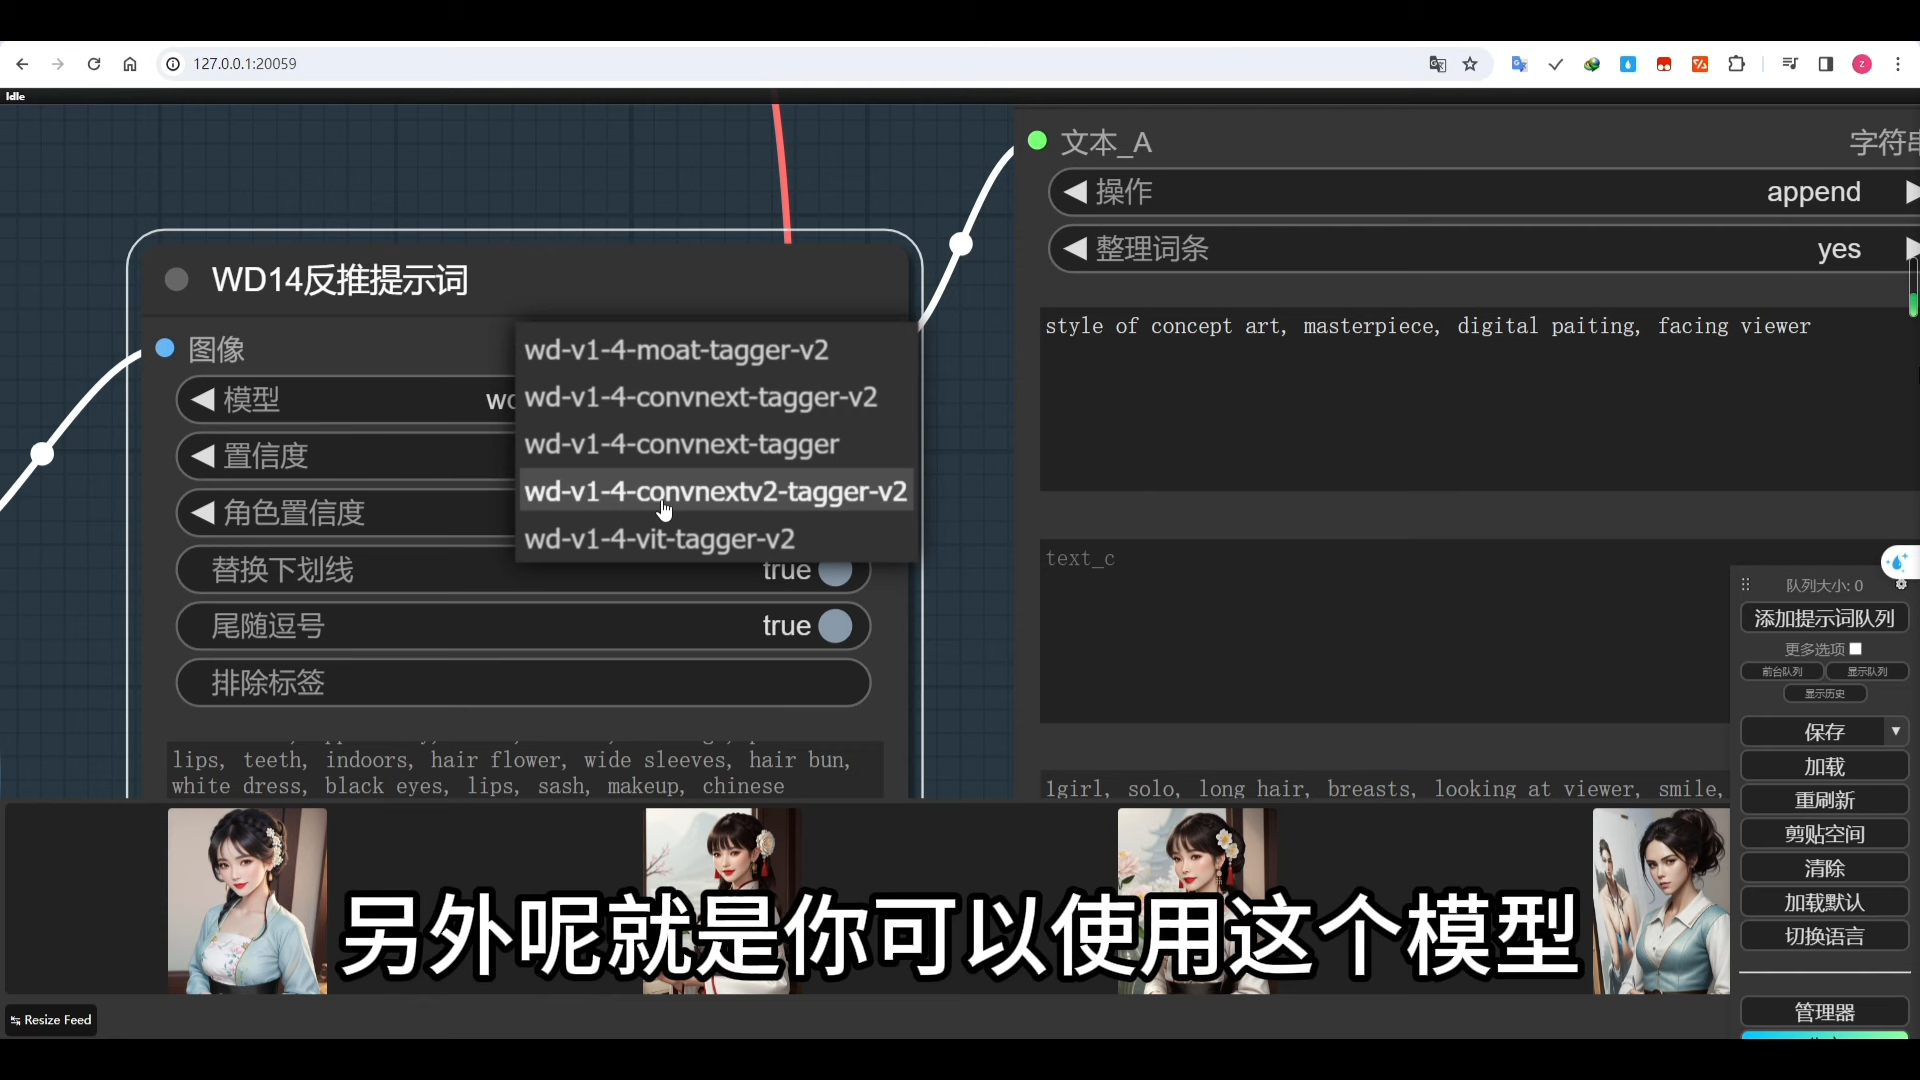 127.0.0.1:20059
Idle
WD14反推提示词
图像
模型
wd-v1-4-moat-tagger-v2
wd-v1-4-convnext-tagger-v2
wd-v1-4-convnext-tagger
wd-v1-4-convnextv2-tagger-v2
wd-v1-4-vit-tagger-v2
置信度
角色置信度
替换下划线 true
尾随逗号 true
排除标签
lips, teeth, indoors, hair flower, wide sleeves, hair bun,
white dress, black eyes, lips, sash, makeup, chinese
文本_A 字符串
操作 append
整理词条 yes
style of concept art, masterpiece, digital paiting, facing viewer
text_c
1girl, solo, long hair, breasts, looking at viewer, smile,
队列大小: 0
添加提示词队列
更多选项
前台队列 显示队列
显示历史
保存
加载
重刷新
剪贴空间
清除
加载默认
切换语言
管理器
另外呢就是你可以使用这个模型
Resize Feed